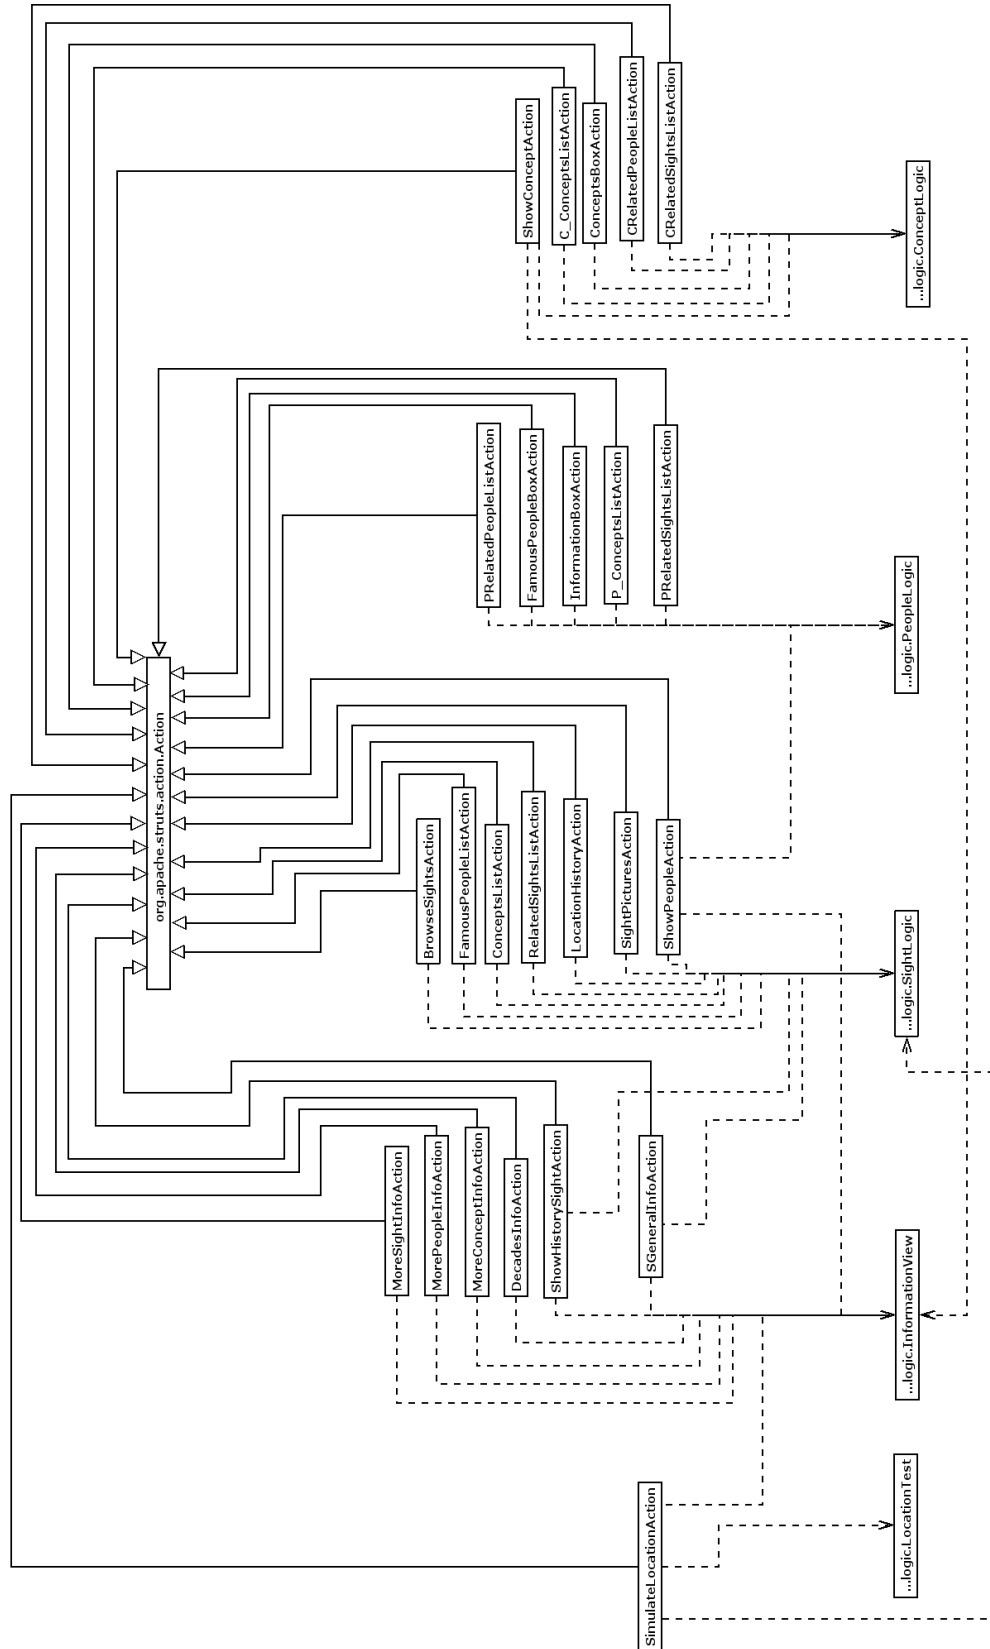 org.apache.struts.action.Action
ShowConceptAction
C_ConceptsListAction
ConceptsBoxAction
CRelatedPeopleListAction
CRelatedSightsListAction
...logic.ConceptLogic
PRelatedPeopleListAction
FamousPeopleBoxAction
InformationBoxAction
P_ConceptsListAction
PRelatedSightsListAction
...logic.PeopleLogic
BrowseSightsAction
FamousPeopleListAction
ConceptsListAction
RelatedSightsListAction
LocationHistoryAction
SightPicturesAction
ShowPeopleAction
...logic.SightLogic
MoreSightInfoAction
MorePeopleInfoAction
MoreConceptInfoAction
DecadesInfoAction
ShowHistorySightAction
SGeneralInfoAction
...logic.InformationView
SimulateLocationAction
...logic.LocationTest